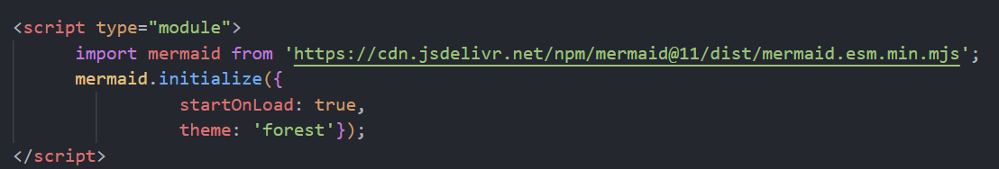 <script type="module">
import mermaid from 'https://cdn.jsdelivr.net/npm/mermaid@11/dist/mermaid.esm.min.mjs';
mermaid.initialize({
startOnLoad: true,
theme: 'forest'});
</script>